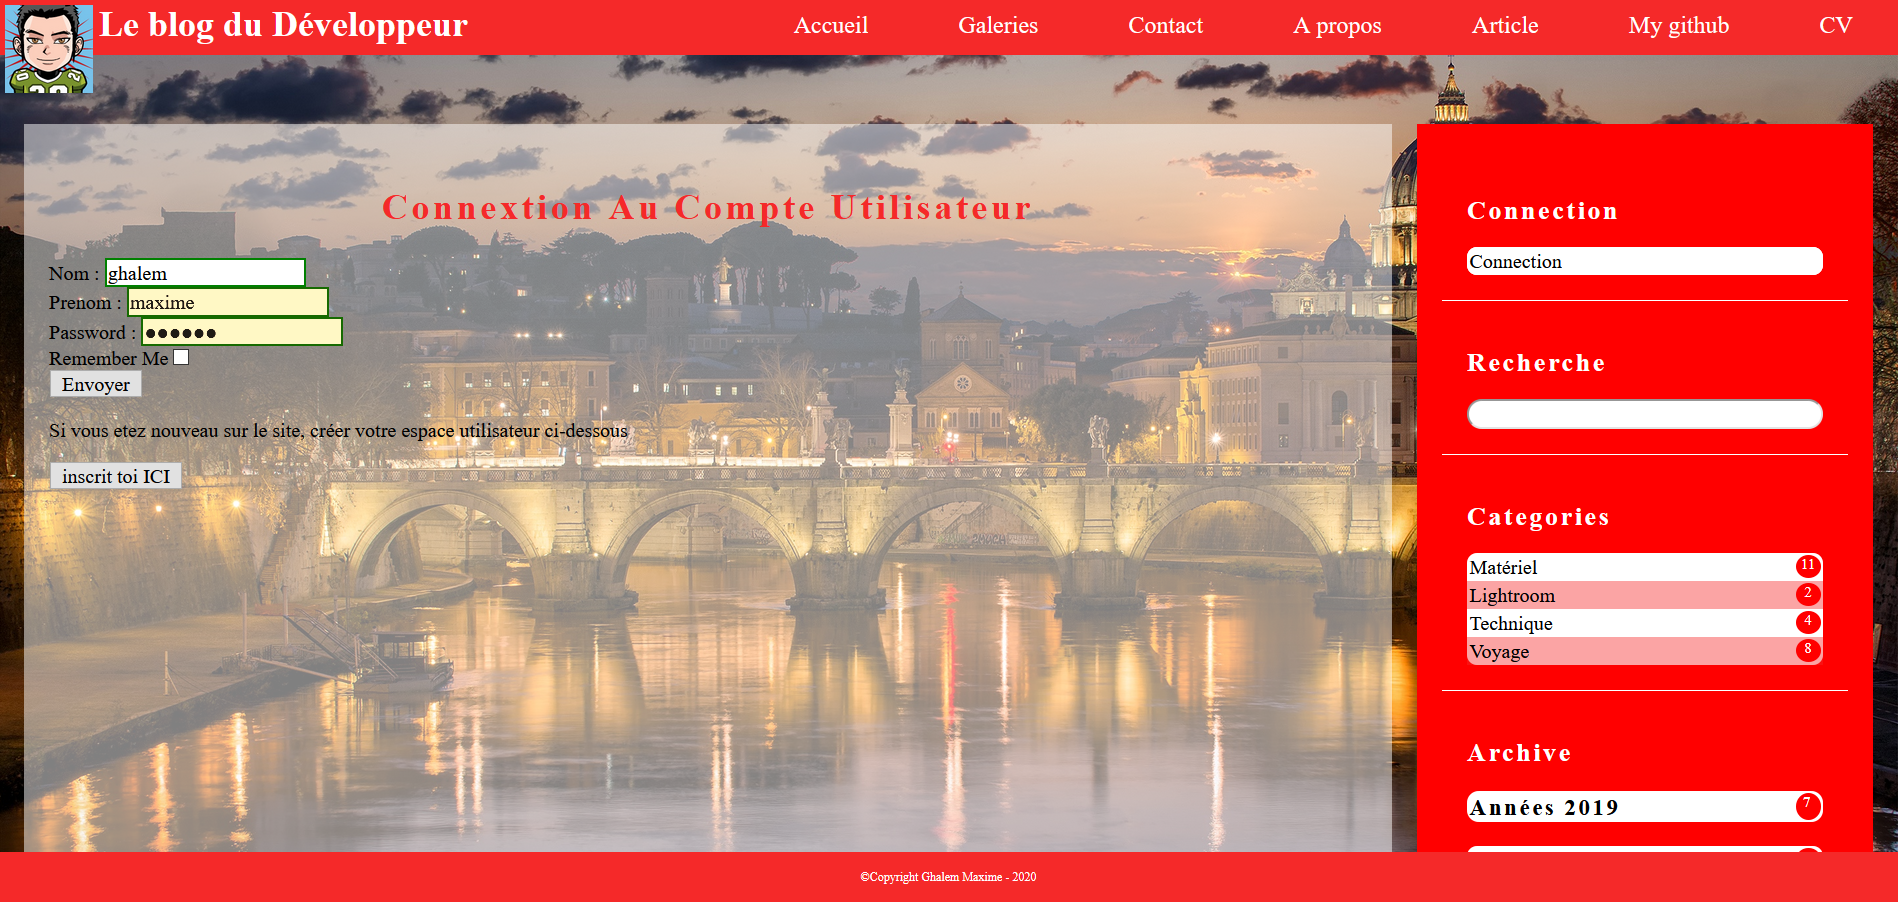 Le blog du Développeur
Accueil Galeries Contact A propos Article My github CV
Connextion Au Compte Utilisateur
Nom : ghalem
Prenom : maxime
Password : ●●●●●●
Remember Me
Envoyer
Si vous etez nouveau sur le site, créer votre espace utilisateur ci-dessous
inscrit toi ICI
Connection
Connection
Recherche
Categories
Matériel 11
Lightroom 2
Technique 4
Voyage 8
Archive
Années 2019 7
©Copyright Ghalem Maxime - 2020